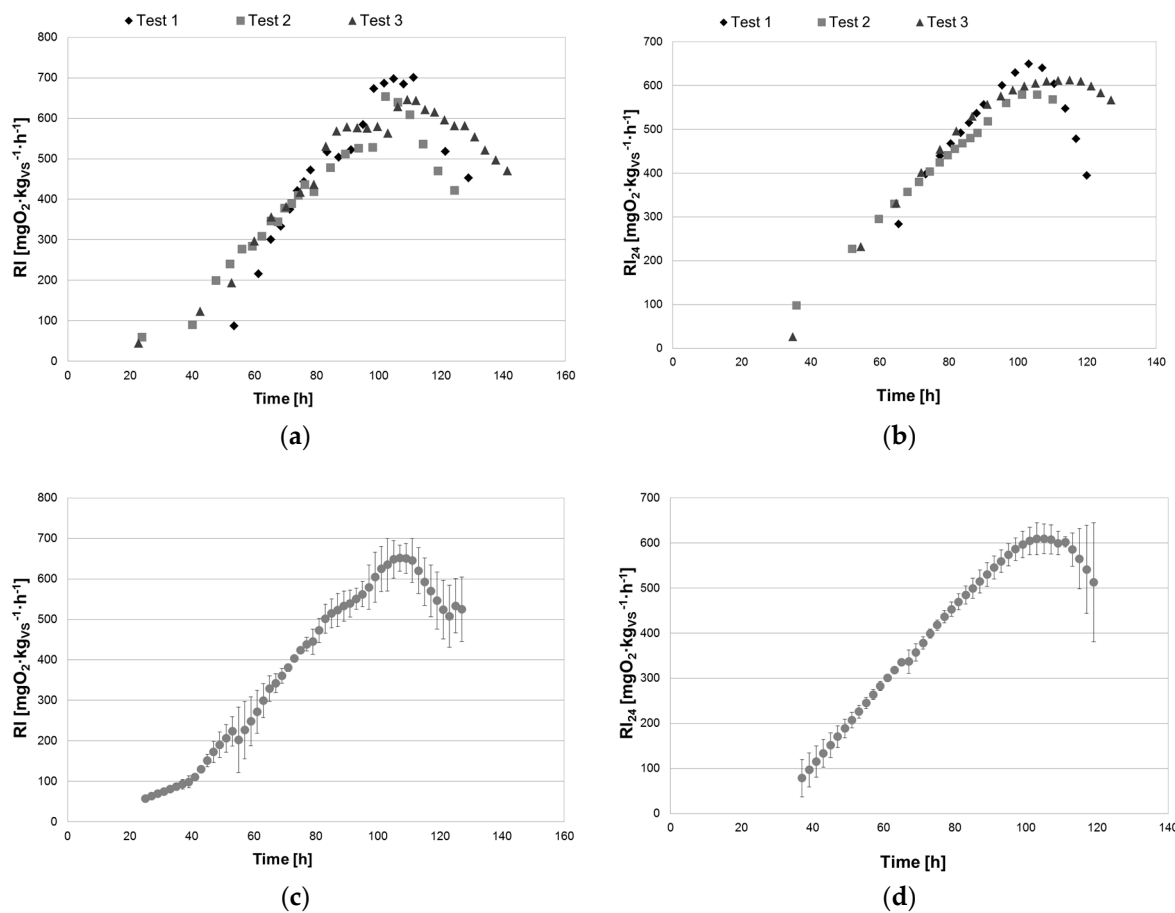 Test 1 Test 2 Test 3
800
700
600
500
400
300
200
100
0
RI [mgO₂·kgVS⁻¹·h⁻¹]
0 20 40 60 80 100 120 140 160
Time [h]
(a)
Test 1 Test 2 Test 3
700
600
500
400
300
200
100
0
RI₂₄ [mgO₂·kgVS⁻¹·h⁻¹]
0 20 40 60 80 100 120 140
Time [h]
(b)
800
700
600
500
400
300
200
100
0
RI [mgO₂·kgVS⁻¹·h⁻¹]
0 20 40 60 80 100 120 140 160
Time [h]
(c)
700
600
500
400
300
200
100
0
RI₂₄ [mgO₂·kgVS⁻¹·h⁻¹]
0 20 40 60 80 100 120 140
Time [h]
(d)